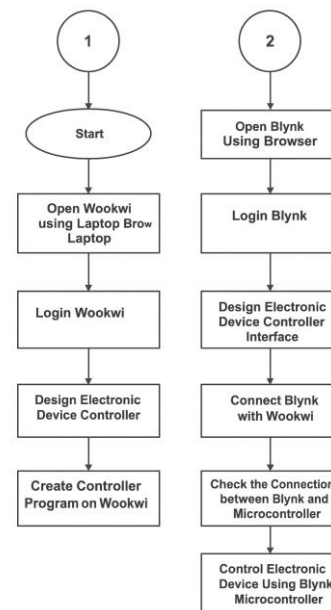 1
Start
Open Wookwi
using Laptop Brow
Laptop
Login Wookwi
Design Electronic
Device Controller
Create Controller
Program on Wookwi
2
Open Blynk
Using Browser
Login Blynk
Design Electronic
Device Controller
Interface
Connect Blynk
with Wookwi
Check the Connection
between Blynk and
Microcontroller
Control Electronic
Device Using Blynk
Microcontroller